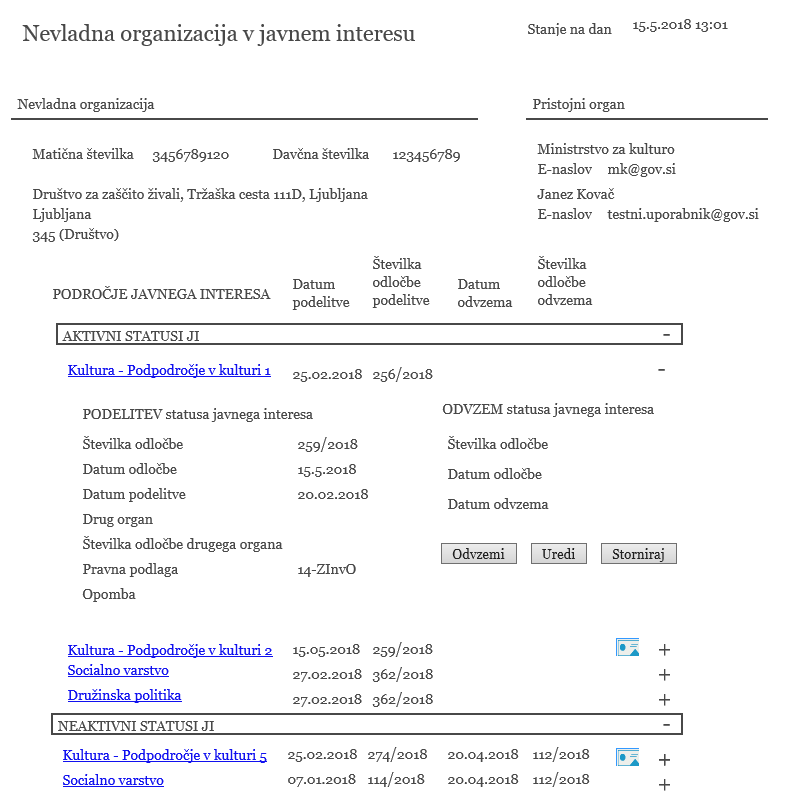 Nevladna organizacija v javnem interesu
Stanje na dan 15.5.2018 13:01
Nevladna organizacija
Pristojni organ
Matična številka 3456789120 Davčna številka 123456789
Društvo za zaščito živali, Tržaška cesta 111D, Ljubljana
Ljubljana
345 (Društvo)
Ministrstvo za kulturo
E-naslov mk@gov.si
Janez Kovač
E-naslov testni.uporabnik@gov.si
PODROČJE JAVNEGA INTERESA
Datum
podelitve
Številka
odločbe
podelitve
Datum
odvzema
Številka
odločbe
odvzema
AKTIVNI STATUSI JI -
Kultura - Podpodročje v kulturi 1 25.02.2018 256/2018 -
PODELITEV statusa javnega interesa
Številka odločbe 259/2018
Datum odločbe 15.5.2018
Datum podelitve 20.02.2018
Drug organ
Številka odločbe drugega organa
Pravna podlaga 14-ZInvO
Opomba
ODVZEM statusa javnega interesa
Številka odločbe
Datum odločbe
Datum odvzema
Odvzemi Uredi Storniraj
Kultura - Podpodročje v kulturi 2 15.05.2018 259/2018 +
Socialno varstvo 27.02.2018 362/2018 +
Družinska politika 27.02.2018 362/2018 +
NEAKTIVNI STATUSI JI -
Kultura - Podpodročje v kulturi 5 25.02.2018 274/2018 20.04.2018 112/2018 +
Socialno varstvo 07.01.2018 114/2018 20.04.2018 112/2018 +